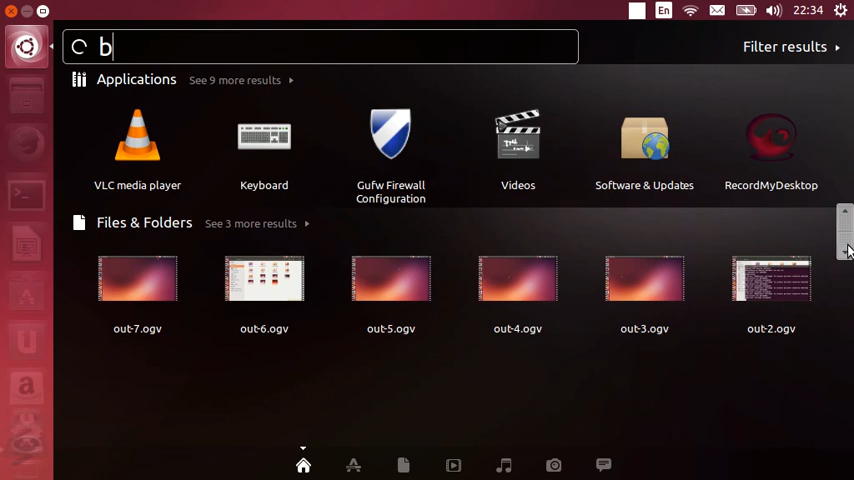 En 22:34
b
Filter results
Applications See 9 more results
VLC media player Keyboard Gufw Firewall Configuration Videos Software & Updates RecordMyDesktop
Files & Folders See 3 more results
out-7.ogv out-6.ogv out-5.ogv out-4.ogv out-3.ogv out-2.ogv